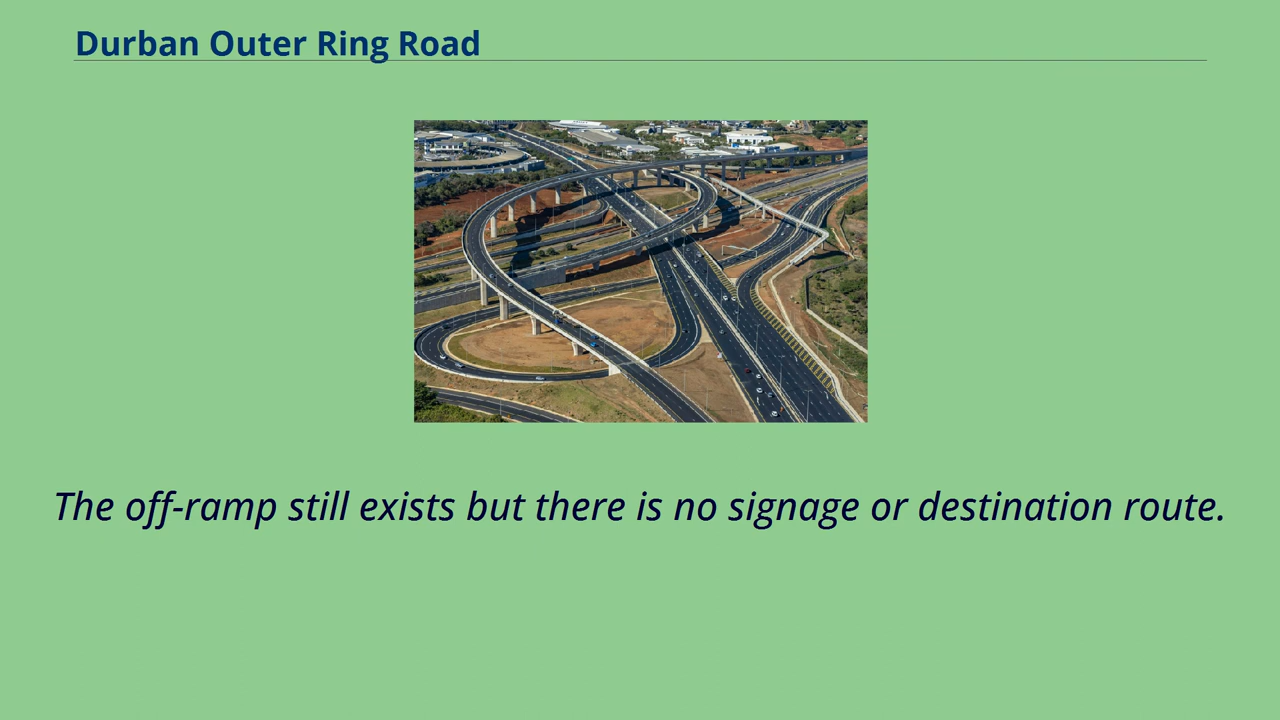 Durban Outer Ring Road
The off-ramp still exists but there is no signage or destination route.